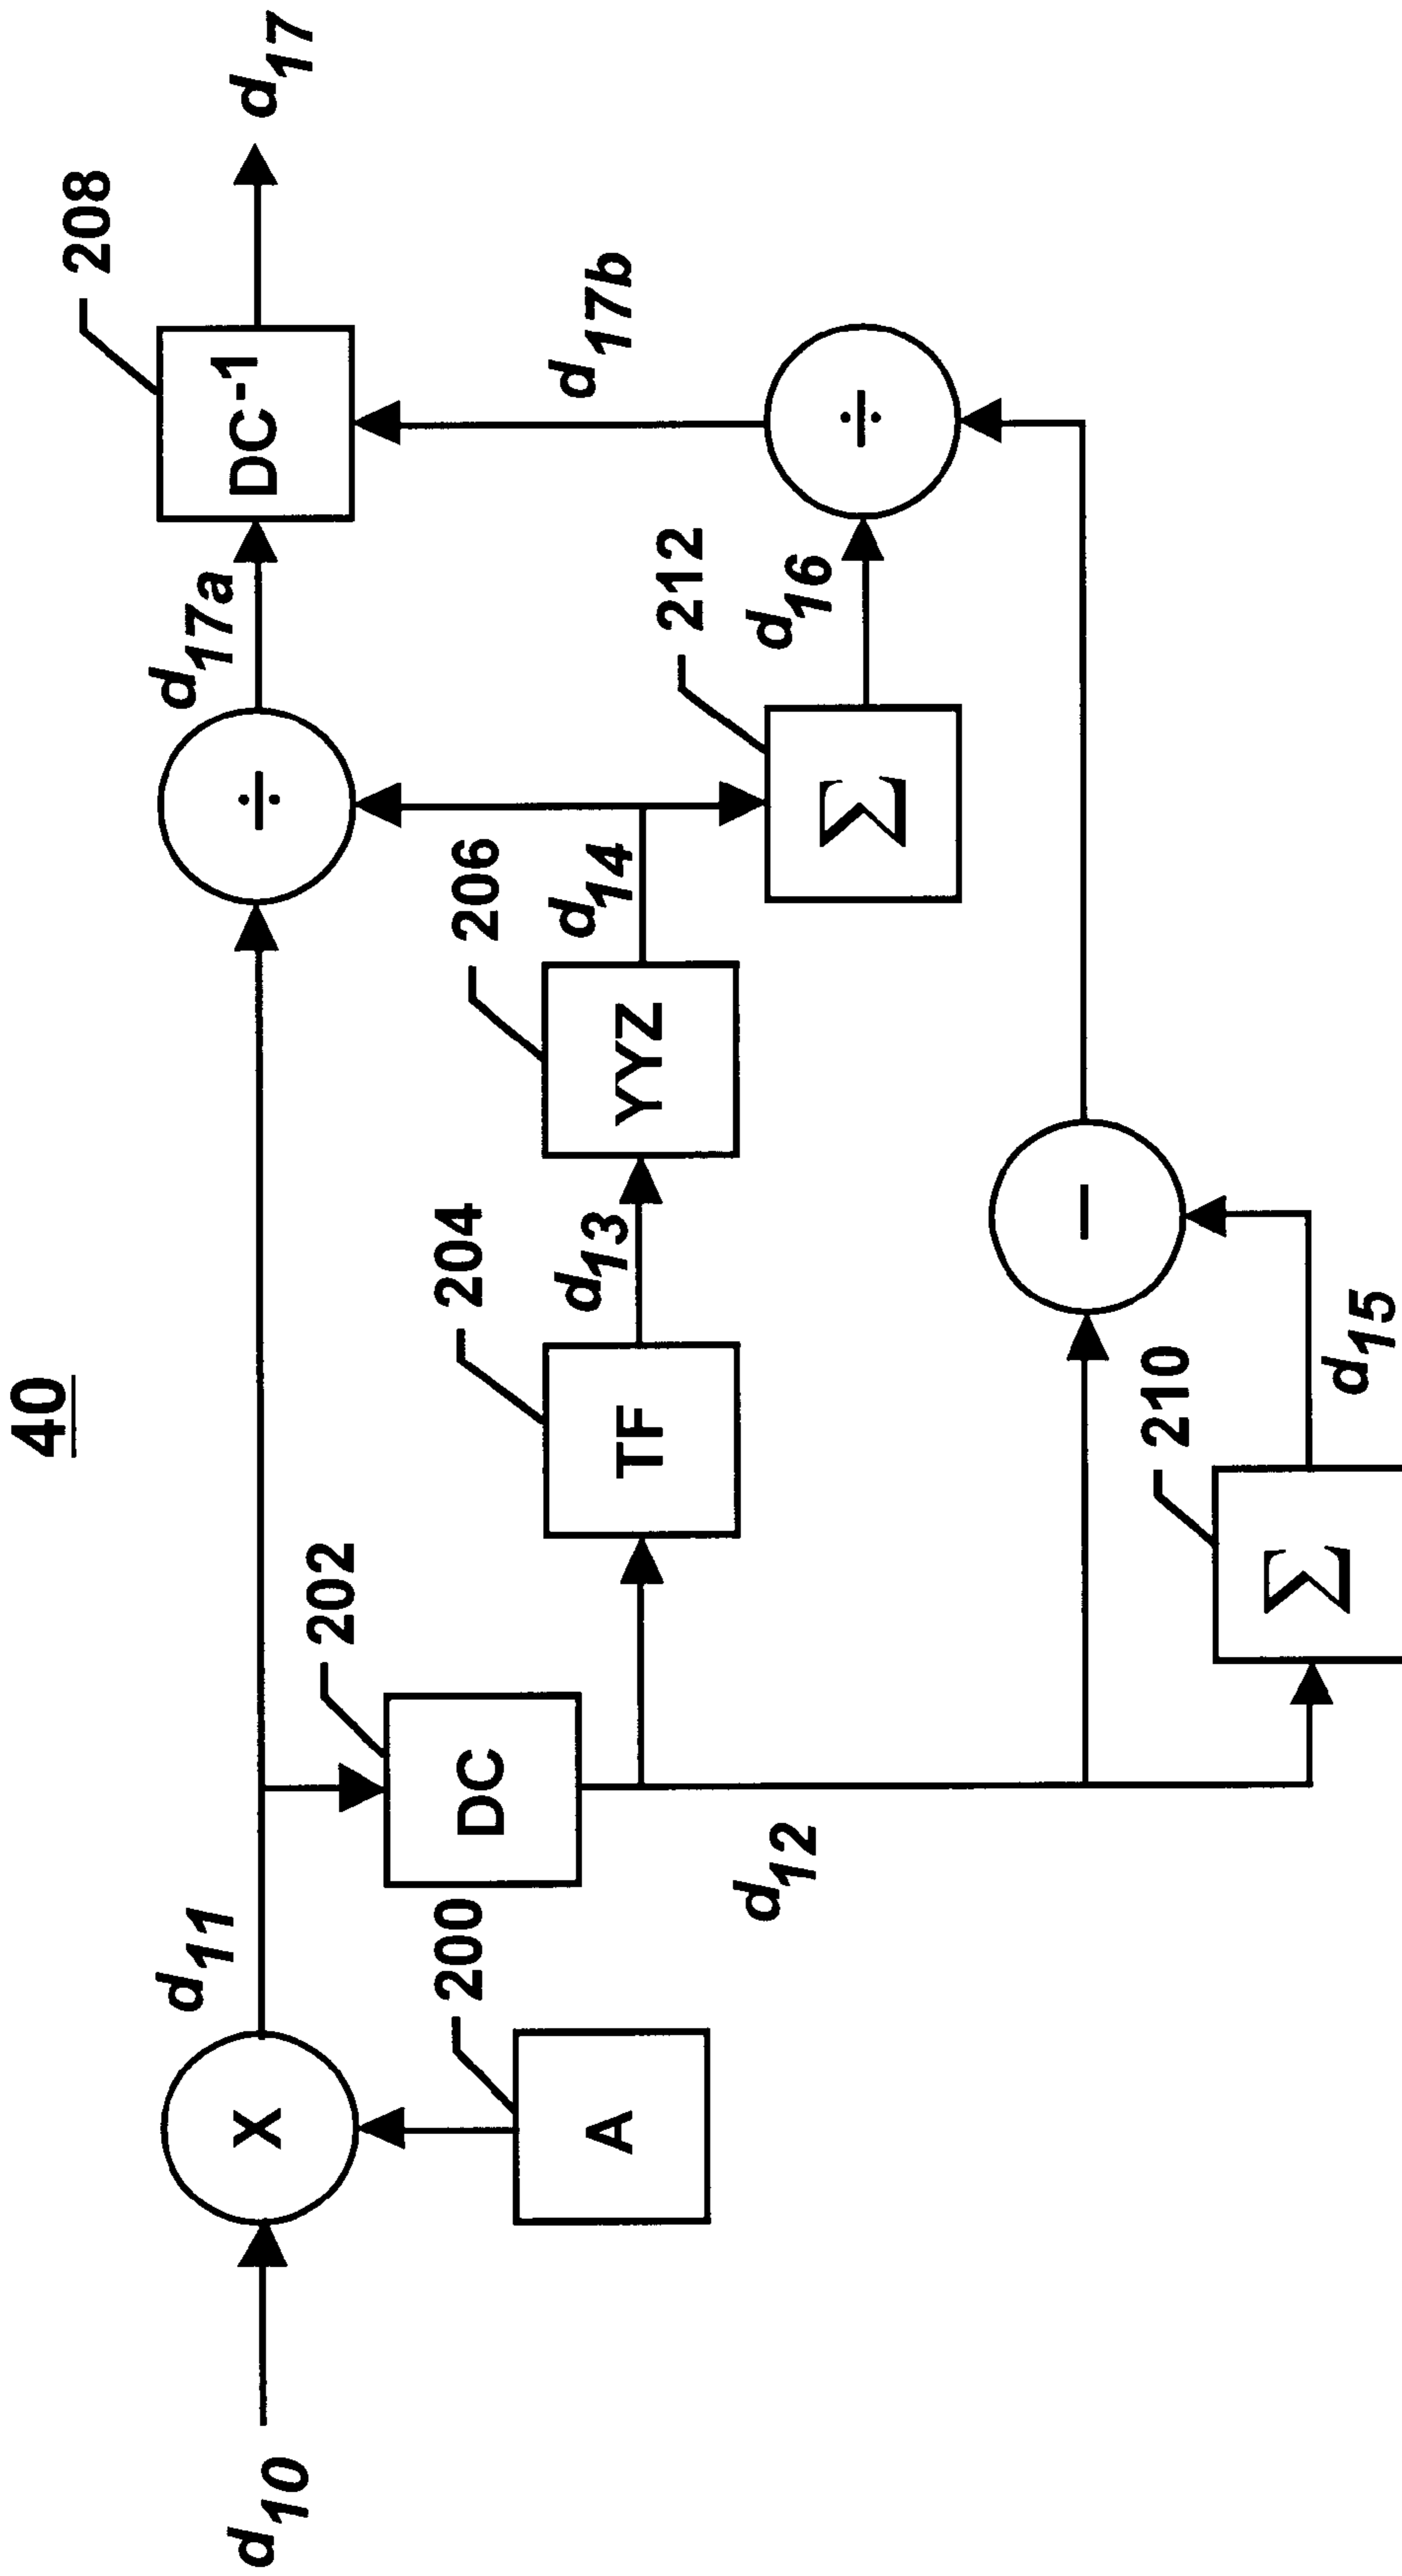 40
d10
X
d11
A
200
DC
202
d12
TF
204
d13
YYZ
206
d14
÷
d17a
DC-1
208
d17
Σ
212
d16
÷
d17b
−
Σ
210
d15